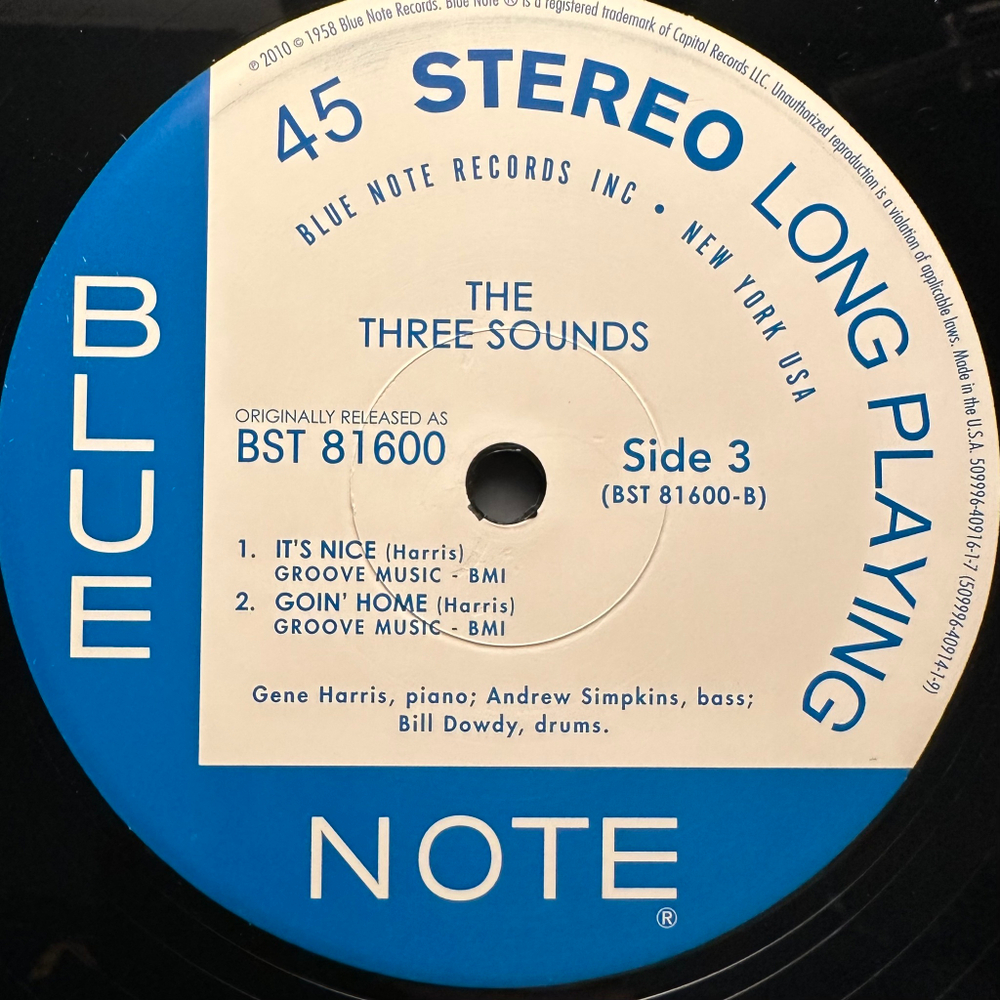 ℗ 2010 © 1958 Blue Note Records. Blue Note ® is a registered trademark of Capitol Records LLC. Unauthorized reproduction is a violation of applicable laws. Made in the U.S.A. 509996-40916-1-7 (509996-40914-1-9)
45 STEREO LONG PLAYING
BLUE NOTE RECORDS INC • NEW YORK USA
THE
THREE SOUNDS
ORIGINALLY RELEASED AS
BST 81600
Side 3
(BST 81600-B)
1. IT'S NICE (Harris)
GROOVE MUSIC - BMI
2. GOIN' HOME (Harris)
GROOVE MUSIC - BMI
Gene Harris, piano; Andrew Simpkins, bass;
Bill Dowdy, drums.
BLUE
NOTE
®